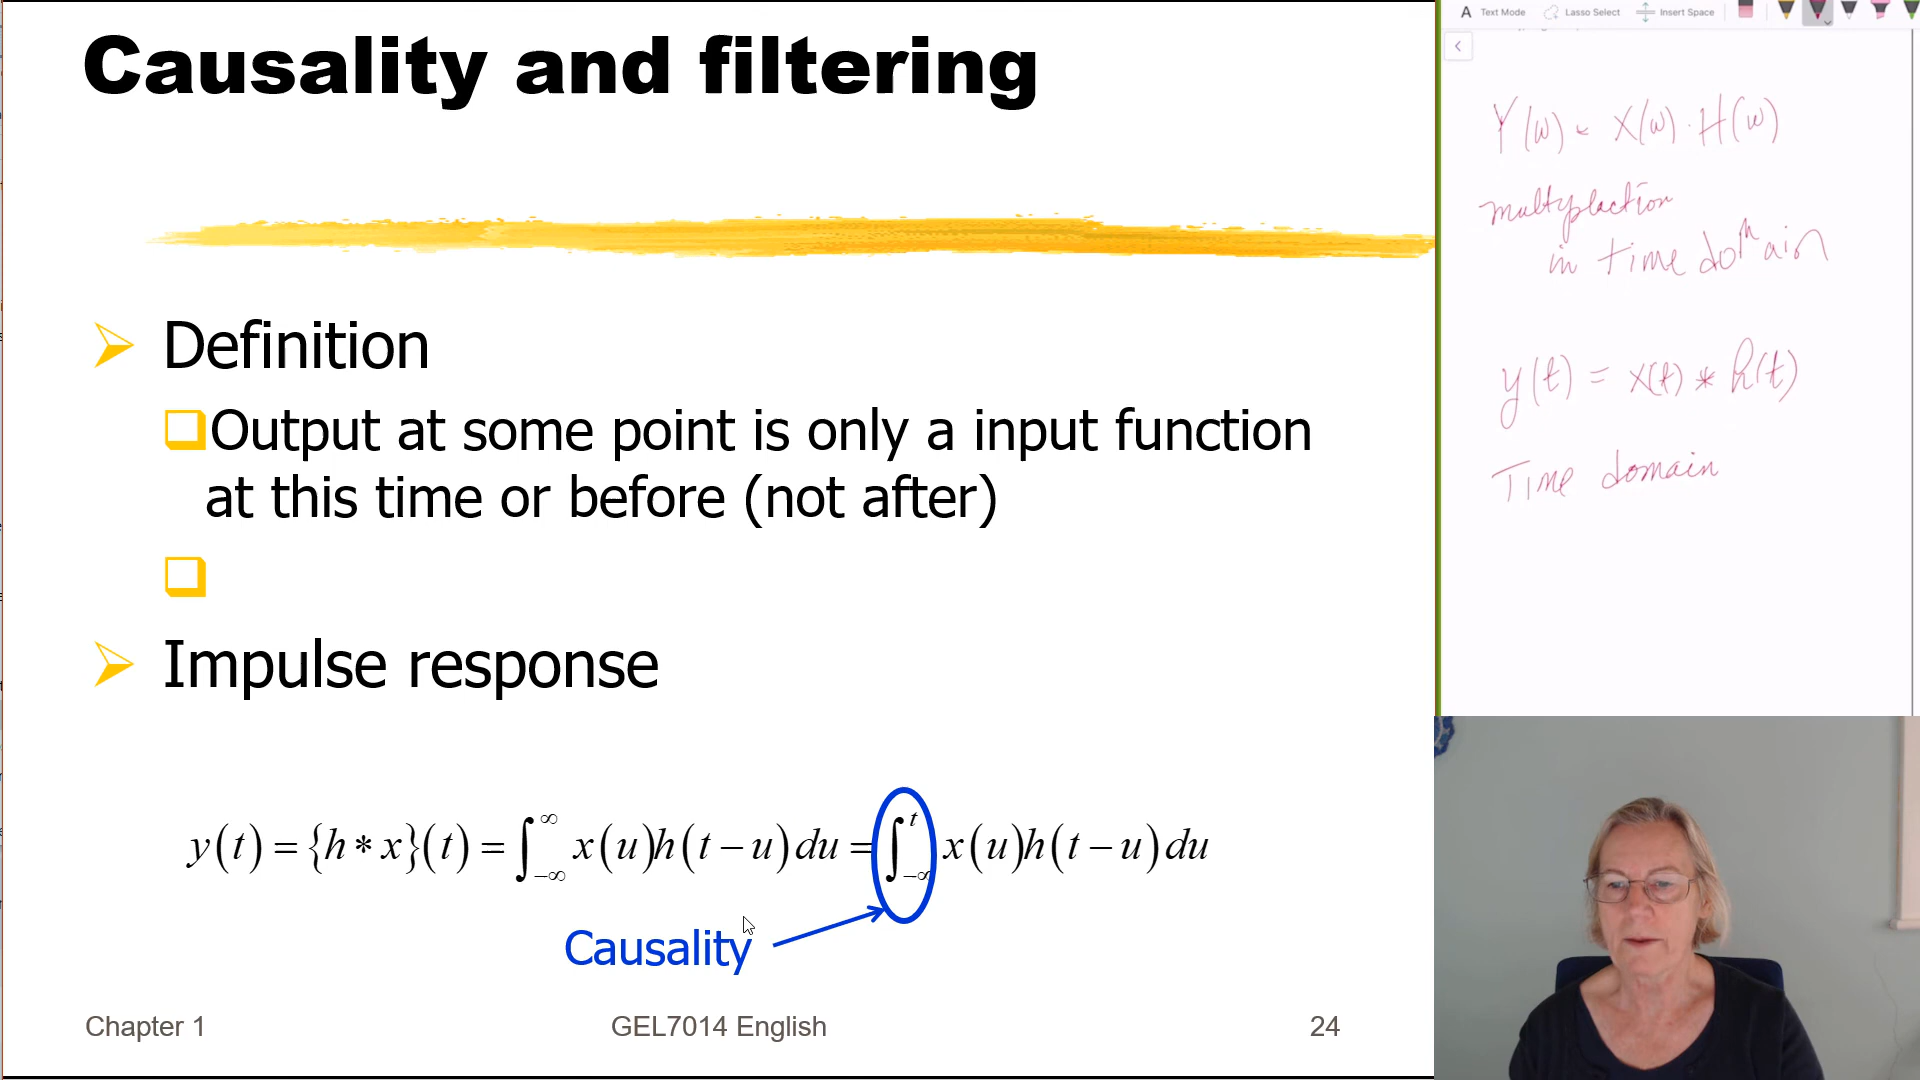 Causality and filtering
Definition
Output at some point is only a input function
at this time or before (not after)
Impulse response
y(t) = {h * x}(t) = ∫_{-∞}^{∞} x(u)h(t − u)du = ∫_{-∞}^{t} x(u)h(t − u)du
Causality
Chapter 1
GEL7014 English
24
A Text Mode Lasso Select Insert Space
Y(ω) = X(ω) · H(ω)
multyplaction
in time domain
y(t) = x(t) * h(t)
Time domain